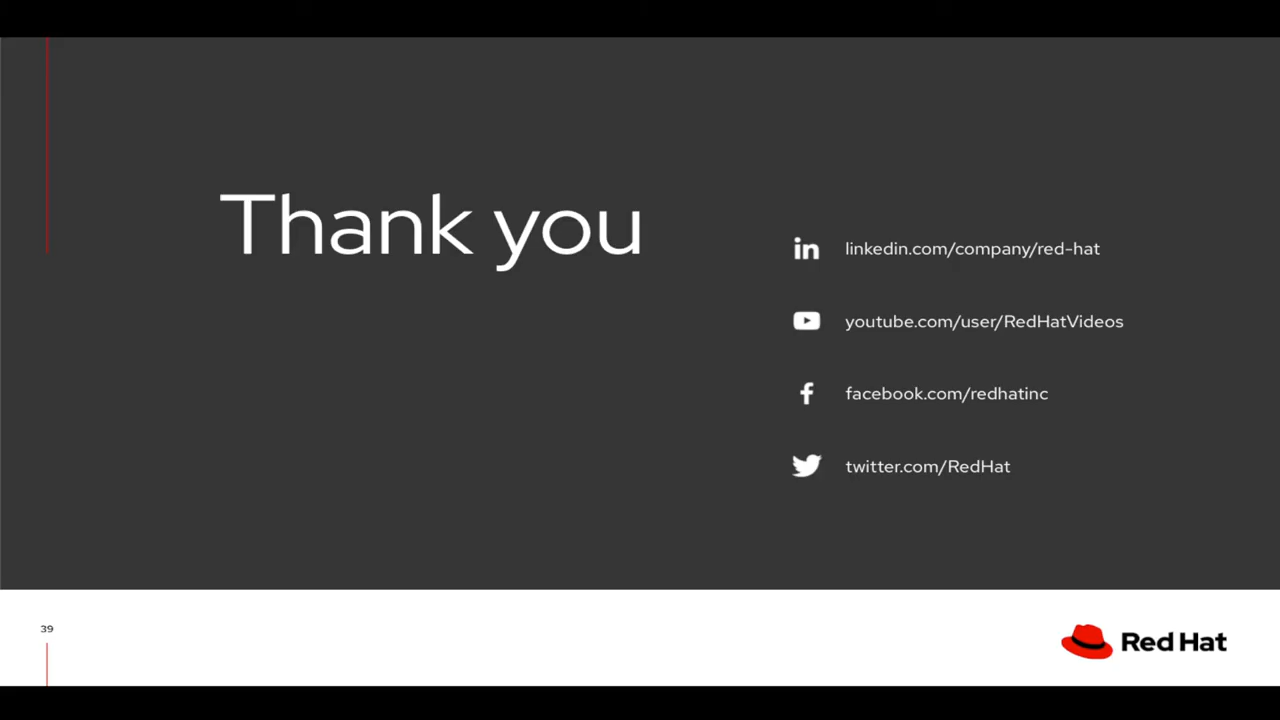 Thank you
linkedin.com/company/red-hat
youtube.com/user/RedHatVideos
facebook.com/redhatinc
twitter.com/RedHat
39
Red Hat